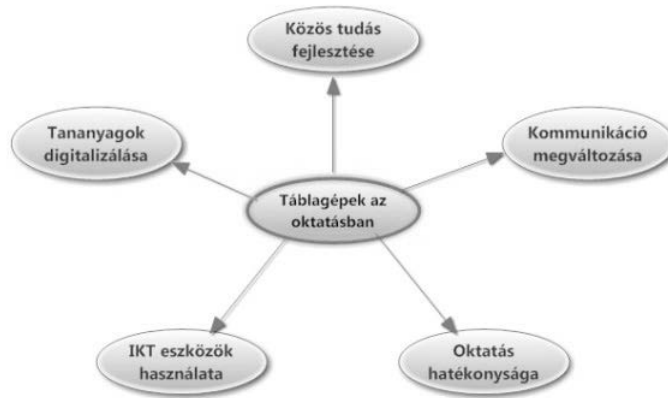 Közös tudás
fejlesztése
Tananyagok
digitalizálása
Kommunikáció
megváltozása
Táblagépek az
oktatásban
IKT eszközök
használata
Oktatás
hatékonysága